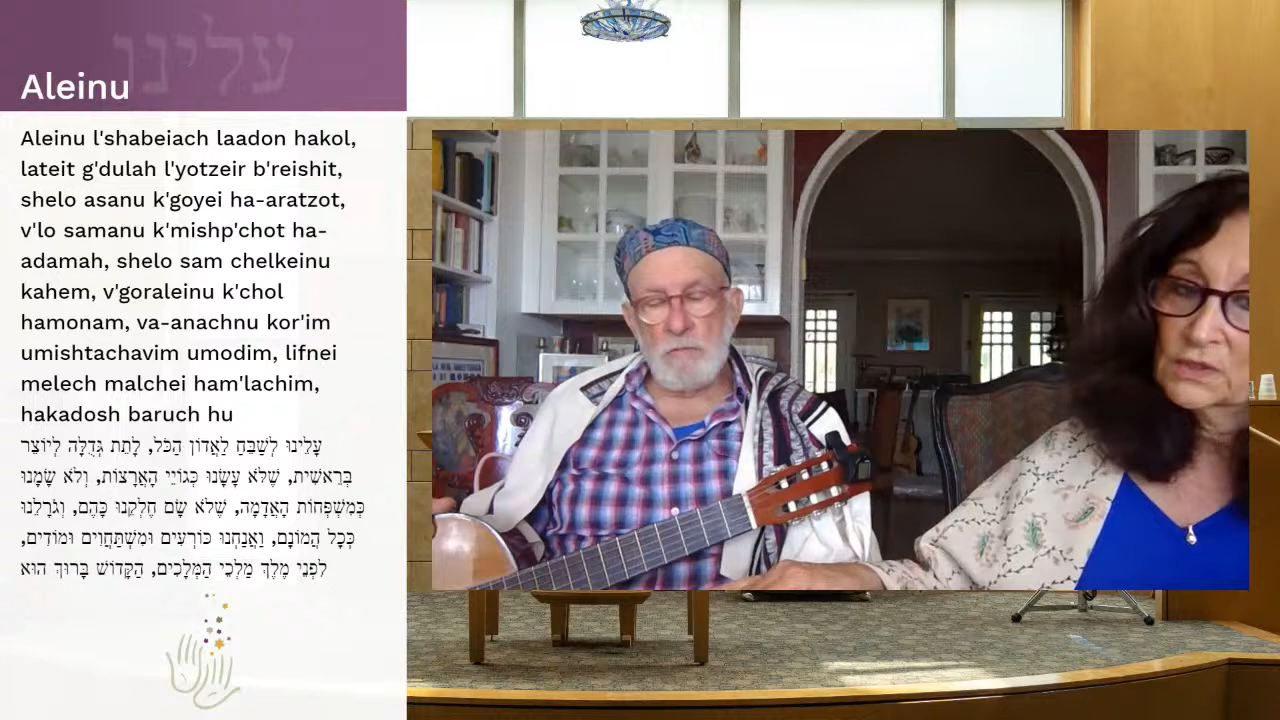 עלינו
Aleinu
Aleinu l'shabeiach laadon hakol,
lateit g'dulah l'yotzeir b'reishit,
shelo asanu k'goyei ha-aratzot,
v'lo samanu k'mishp'chot ha-
adamah, shelo sam chelkeinu
kahem, v'goraleinu k'chol
hamonam, va-anachnu kor'im
umishtachavim umodim, lifnei
melech malchei ham'lachim,
hakadosh baruch hu
עָלֵינוּ לְשַׁבֵּחַ לַאֲדוֹן הַכֹּל, לָתֵת גְּדֻלָּה לְיוֹצֵר
בְּרֵאשִׁית, שֶׁלֹּא עָשָׂנוּ כְּגוֹיֵי הָאֲרָצוֹת, וְלֹא שָׂמָנוּ
כְּמִשְׁפְּחוֹת הָאֲדָמָה, שֶׁלֹּא שָׂם חֶלְקֵנוּ כָּהֶם, וְגֹרָלֵנוּ
כְּכָל הֲמוֹנָם, וַאֲנַחְנוּ כּוֹרְעִים וּמִשְׁתַּחֲוִים וּמוֹדִים,
לִפְנֵי מֶלֶךְ מַלְכֵי הַמְּלָכִים, הַקָּדוֹשׁ בָּרוּךְ הוּא